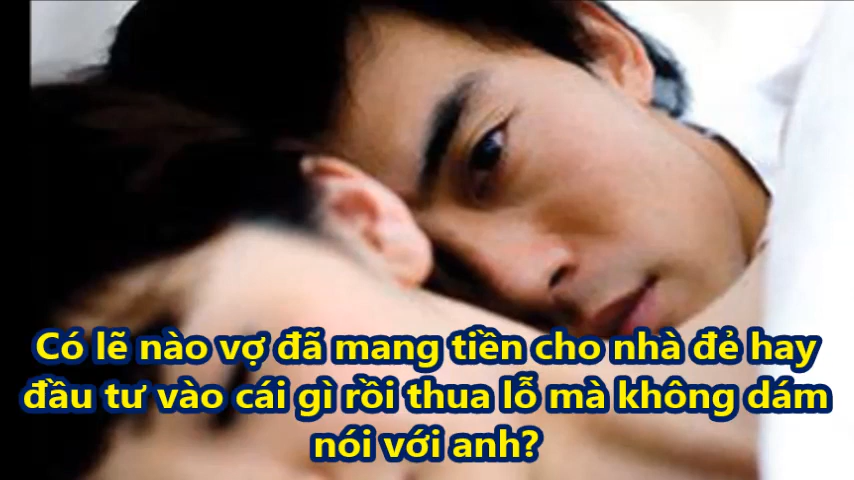 Có lẽ nào vợ đã mang tiền cho nhà đẻ hay
đầu tư vào cái gì rồi thua lỗ mà không dám
nói với anh?